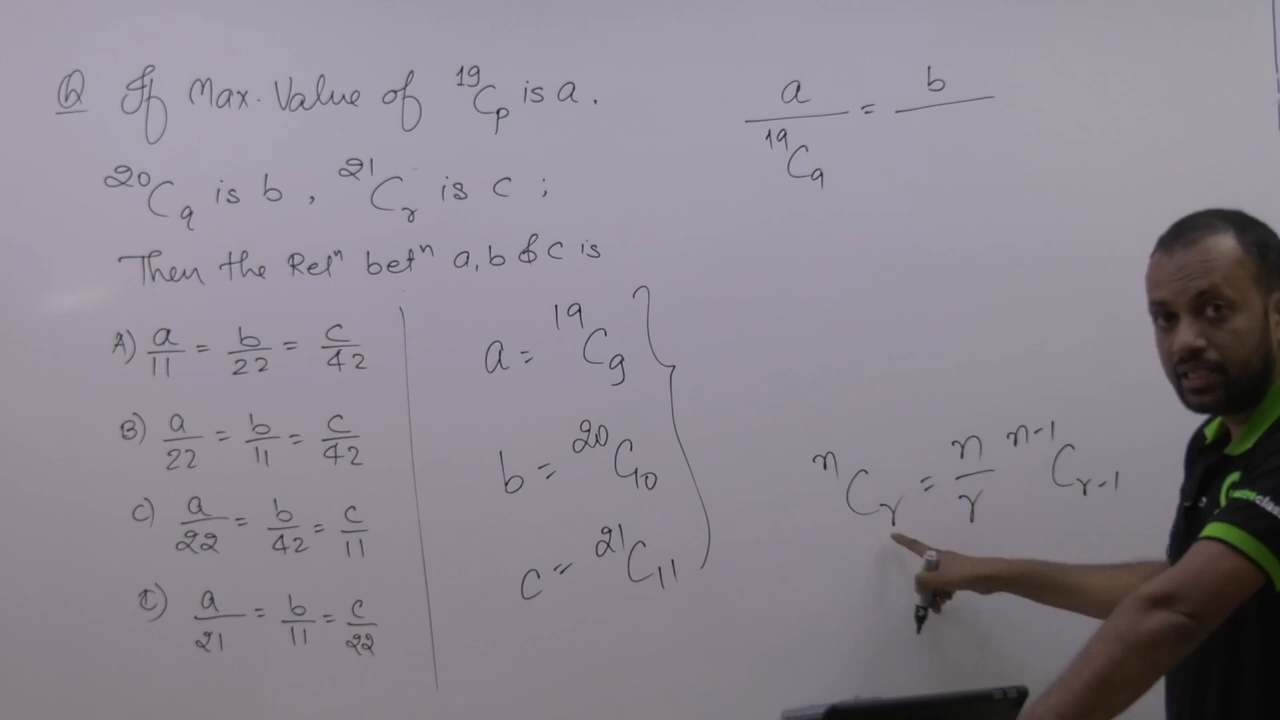 Q If Max. Value of ¹⁹Cₚ is a.
²⁰C_q is b, ²¹Cᵣ is c ;
Then the Relⁿ betⁿ a, b & c is
A) a/11 = b/22 = c/42
B) a/22 = b/11 = c/42
C) a/22 = b/42 = c/11
D) a/21 = b/11 = c/22
a = ¹⁹C₉
b = ²⁰C₁₀
c = ²¹C₁₁
a/¹⁹C₉ = b/
ⁿCᵣ = n/r ⁿ⁻¹Cᵣ₋₁